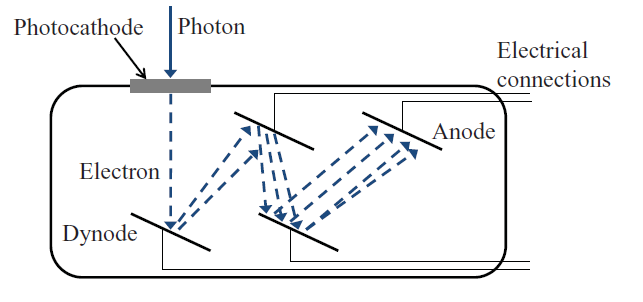 Photocathode
Photon
Electrical
connections
Anode
Electron
Dynode